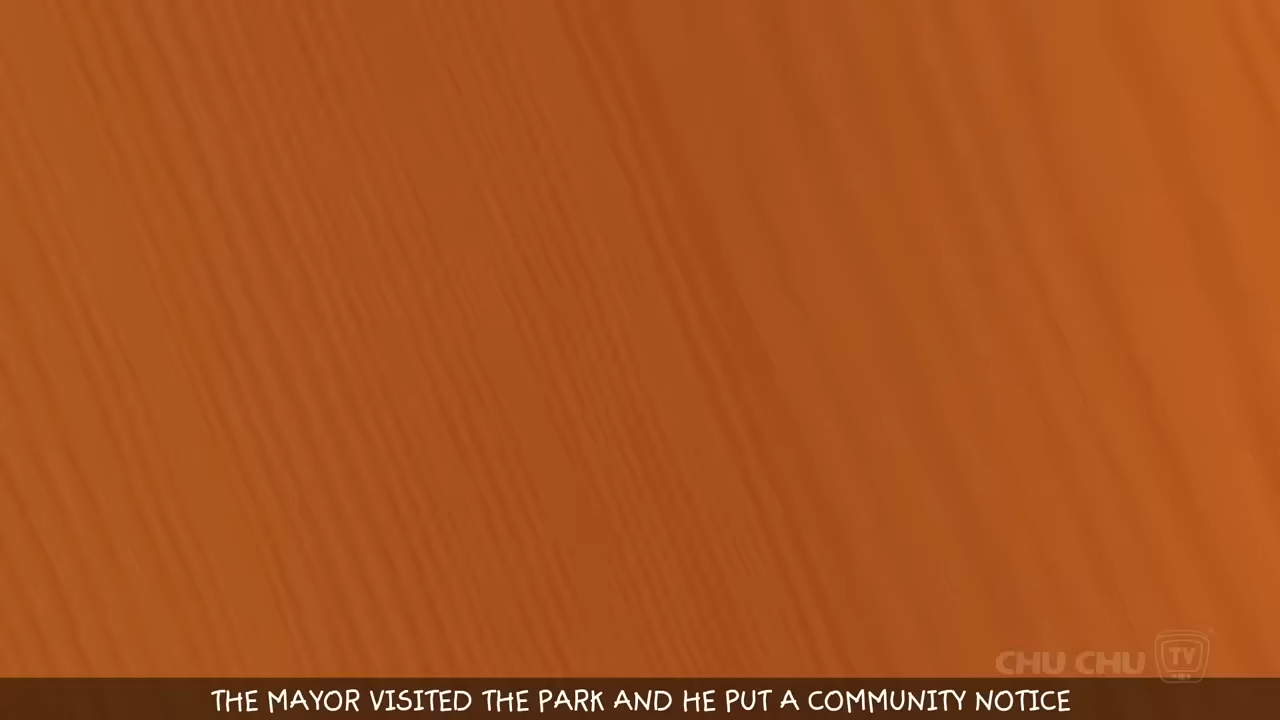 CHU CHU TV
THE MAYOR VISITED THE PARK AND HE PUT A COMMUNITY NOTICE